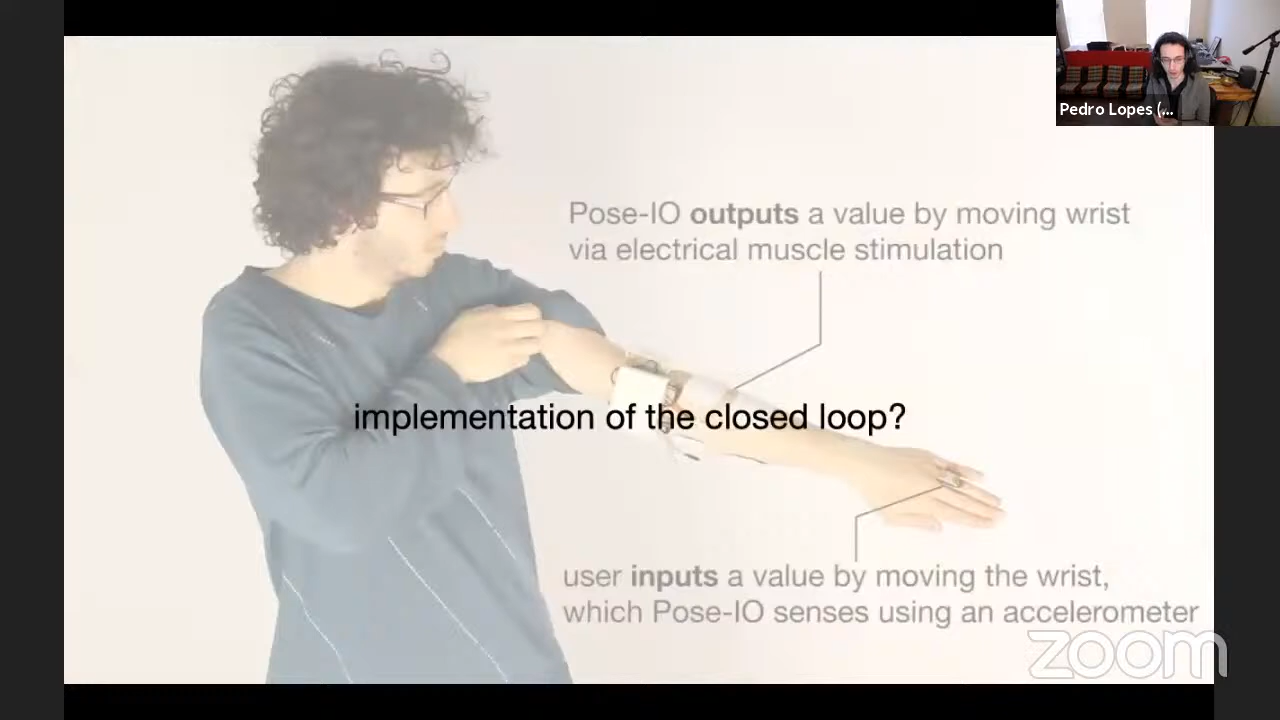 Pedro Lopes (...
Pose-IO outputs a value by moving wrist
via electrical muscle stimulation
implementation of the closed loop?
user inputs a value by moving the wrist,
which Pose-IO senses using an accelerometer
zoom